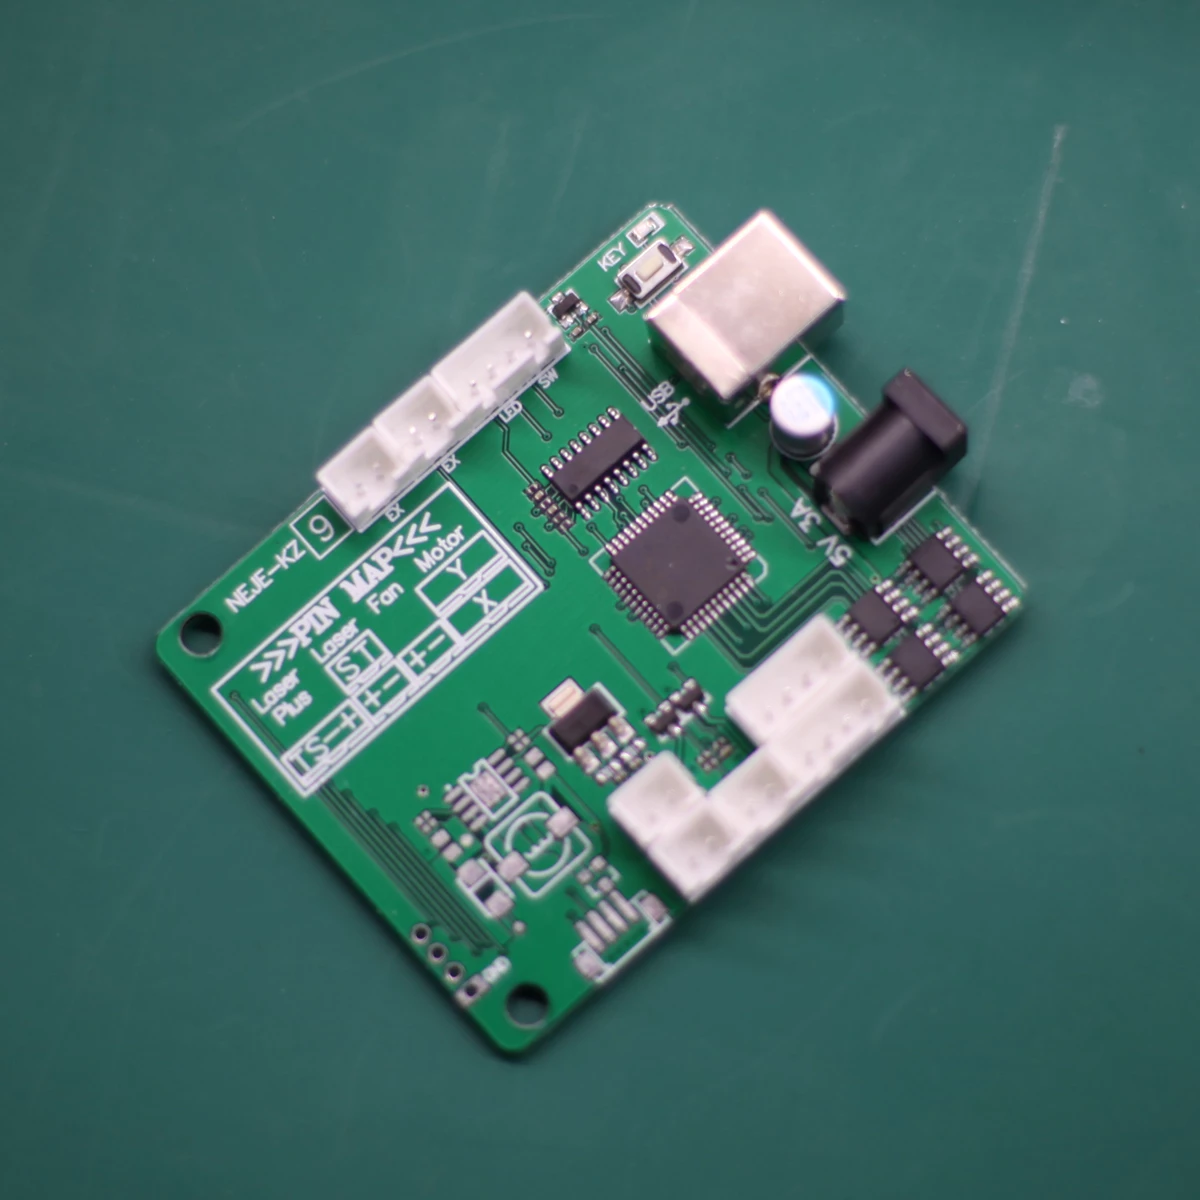 KEY
USB
SW
LED
EX
EX
5V 3A
NEJE-KZ 9
>>>PIN MAP<<<
Laser Plus
Laser
Fan
Motor
ST
Y
X
TS-+
+-
+-
GND